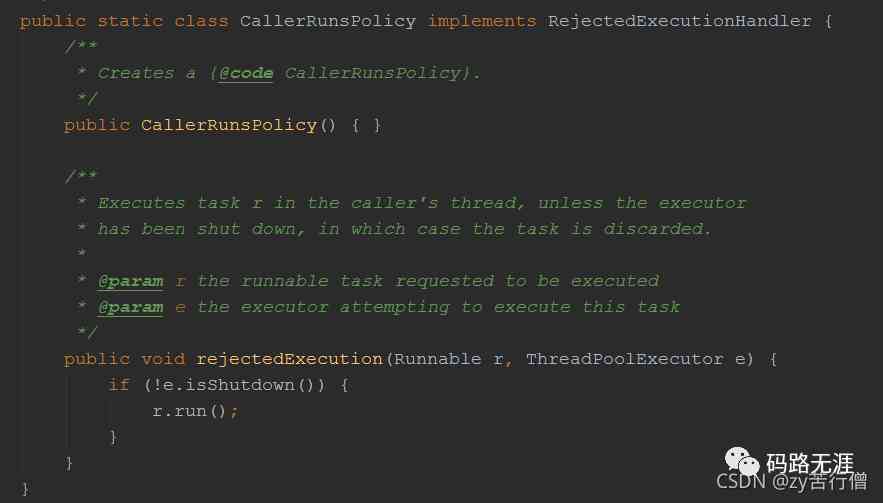 public static class CallerRunsPolicy implements RejectedExecutionHandler {
    /**
     * Creates a {@code CallerRunsPolicy}.
     */
    public CallerRunsPolicy() { }

    /**
     * Executes task r in the caller's thread, unless the executor
     * has been shut down, in which case the task is discarded.
     *
     * @param r the runnable task requested to be executed
     * @param e the executor attempting to execute this task
     */
    public void rejectedExecution(Runnable r, ThreadPoolExecutor e) {
        if (!e.isShutdown()) {
            r.run();
        }
    }
}
码路无涯
CSDN @zy苦行僧